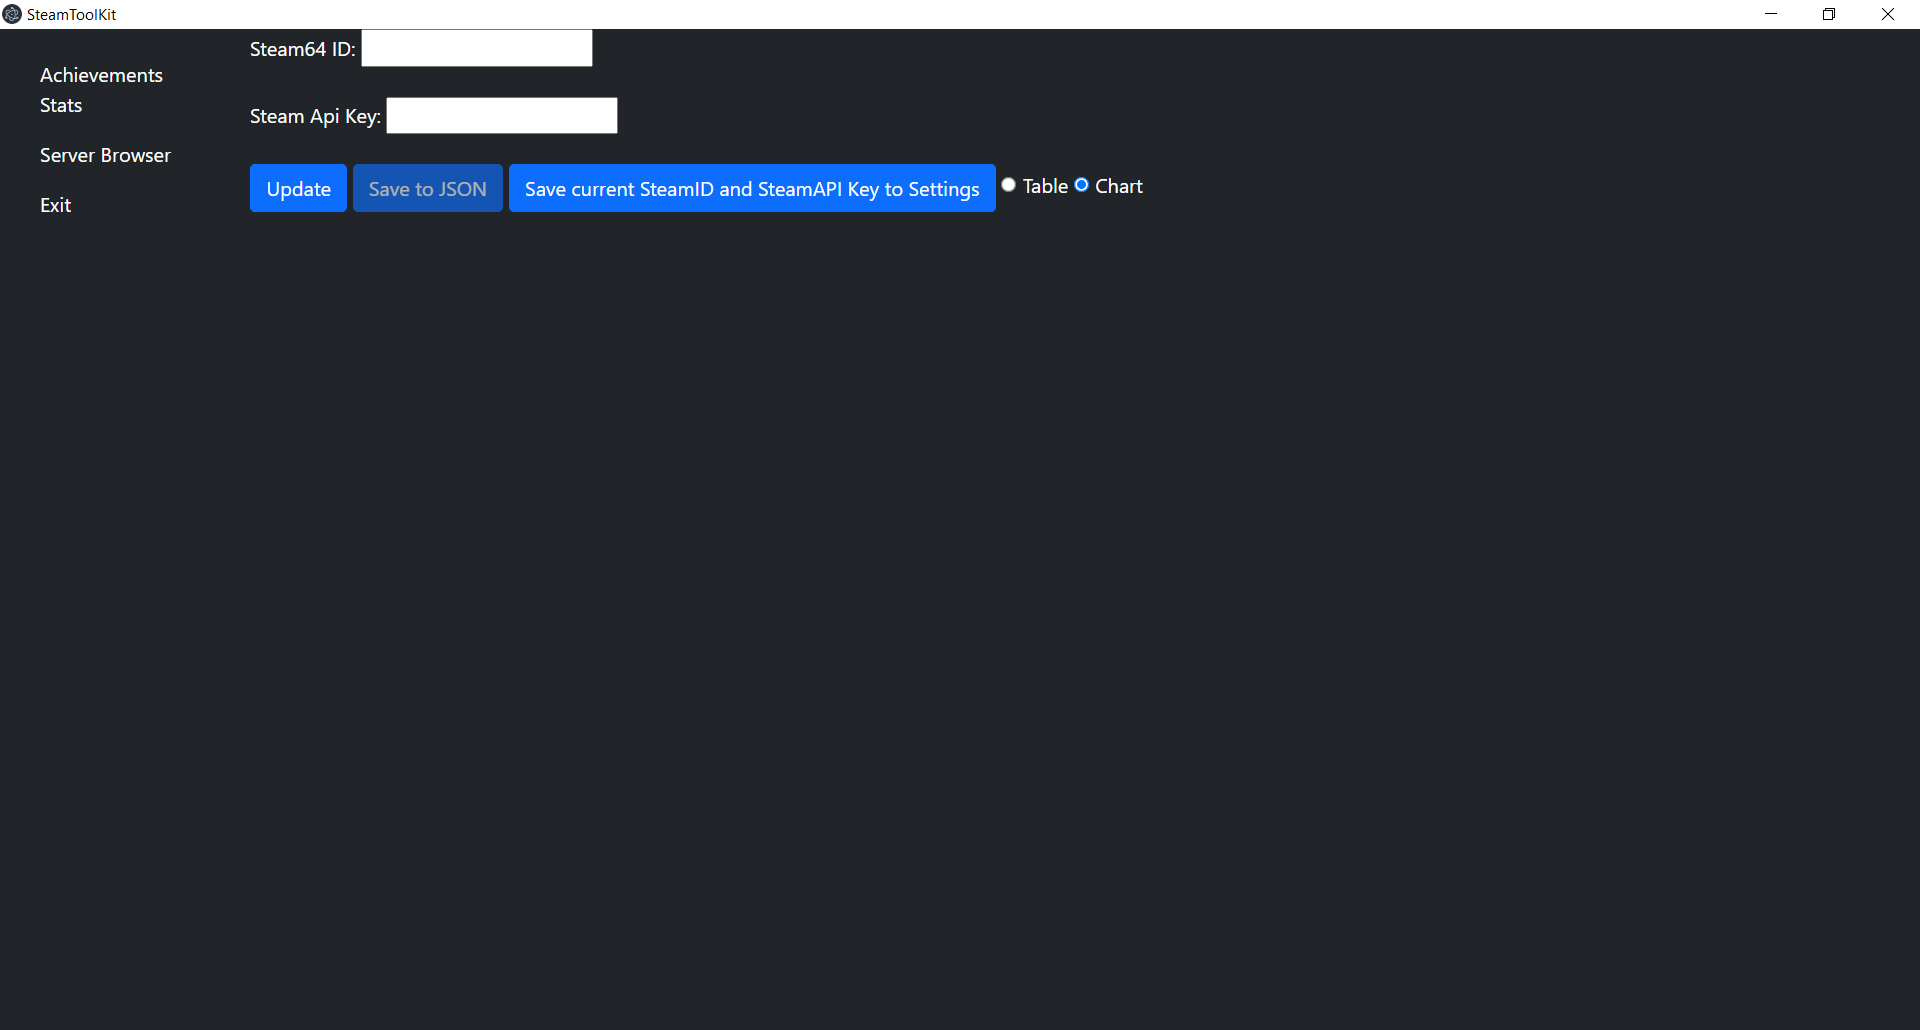 SteamToolKit
Achievements
Stats
Server Browser
Exit
Steam64 ID:
Steam Api Key:
Update Save to JSON Save current SteamID and SteamAPI Key to Settings Table Chart